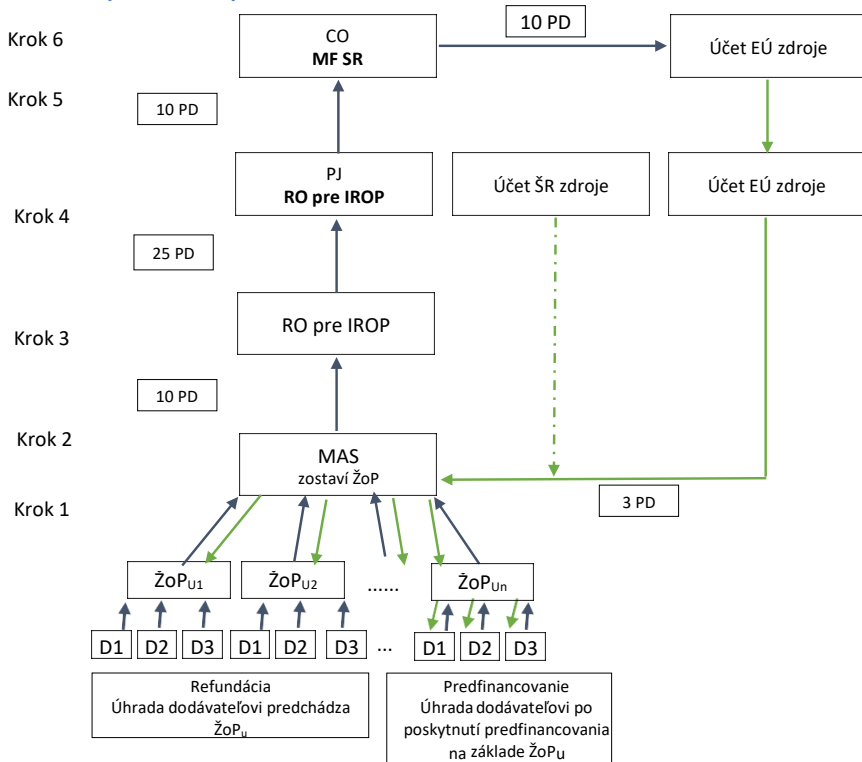 10 PD
Krok 6
CO
MF SR
Účet EÚ zdroje
Krok 5
10 PD
PJ
RO pre IROP
Účet ŠR zdroje
Účet EÚ zdroje
Krok 4
25 PD
RO pre IROP
Krok 3
10 PD
Krok 2
MAS
zostaví ŽoP
Krok 1
3 PD
ŽoPU1
ŽoPU2
......
ŽoPUn
D1
D2
D3
D1
D2
D3
...
D1
D2
D3
Refundácia
Úhrada dodávateľovi predchádza
ŽoPu
Predfinancovanie
Úhrada dodávateľovi po
poskytnutí predfinancovania
na základe ŽoPu